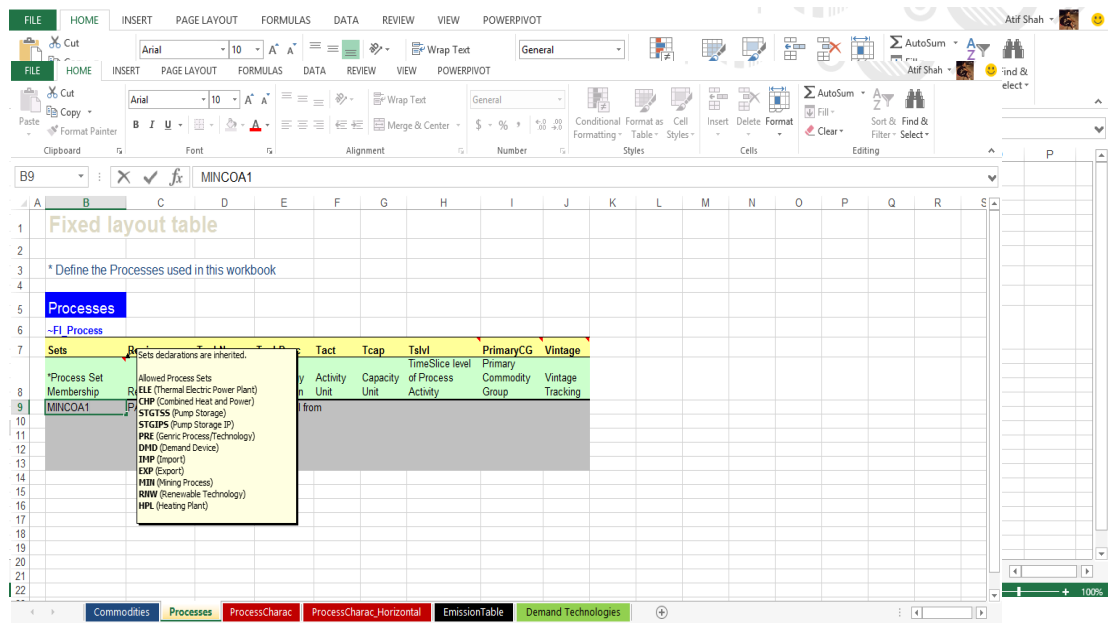 FILE HOME INSERT PAGE LAYOUT FORMULAS DATA REVIEW VIEW POWERPIVOT Atif Shah
Cut Arial 10 A A Wrap Text General AutoSum
FILE HOME INSERT PAGE LAYOUT FORMULAS DATA REVIEW VIEW POWERPIVOT Atif Shah ind &
elect
Cut Arial 10 A A Wrap Text General AutoSum
Copy Fill
Paste Format Painter B I U A Merge & Center $ % , Conditional Format as Cell Insert Delete Format Clear Sort & Find &
Formatting Table Styles Filter Select
Clipboard Font Alignment Number Styles Cells Editing
B9 fx MINCOA1
P
A B C D E F G H I J K L M N O P Q R S
1 Fixed layout table
2
3 * Define the Processes used in this workbook
4
5 Processes
6 ~FI_Process
7 Sets Tact Tcap Tslvl PrimaryCG Vintage
TimeSlice level Primary
*Process Set Activity Capacity of Process Commodity Vintage
8 Membership Unit Unit Activity Group Tracking
9 MINCOA1 from
10
11
12
13
14
15
16
17
18
19
20
21
22
Sets declarations are inherited.
Allowed Process Sets
ELE (Thermal Electric Power Plant)
CHP (Combined Heat and Power)
STGTSS (Pump Storage)
STGIPS (Pump Storage IP)
PRE (Genric Process/Technology)
DMD (Demand Device)
IMP (Import)
EXP (Export)
MIN (Mining Process)
RNW (Renewable Technology)
HPL (Heating Plant)
100%
Commodities Processes ProcessCharac ProcessCharac_Horizontal EmissionTable Demand Technologies